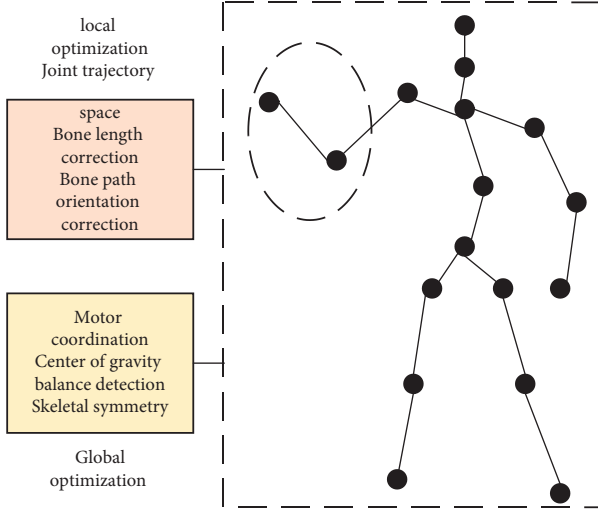 local
optimization
Joint trajectory
space
Bone length
correction
Bone path
orientation
correction
Motor
coordination
Center of gravity
balance detection
Skeletal symmetry
Global
optimization